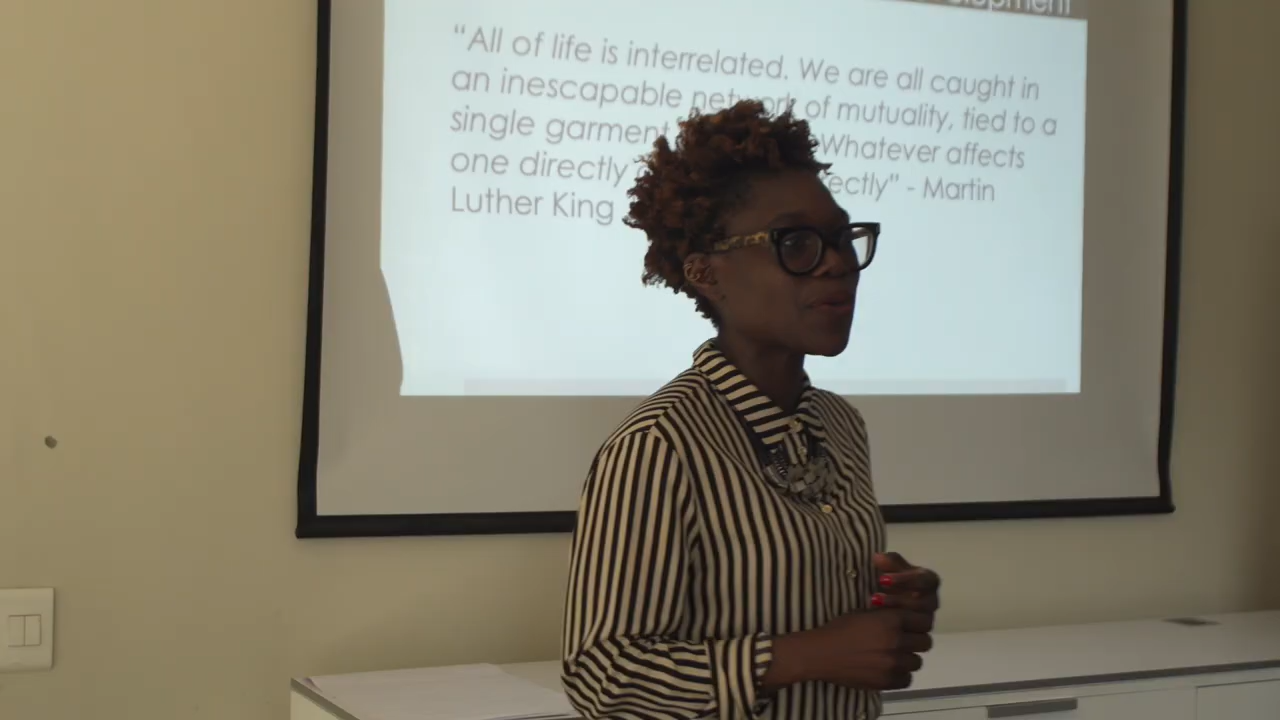 “All of life is interrelated. We are all caught in
an inescapable network of mutuality, tied to a
single garment Whatever affects
one directly ectly” - Martin
Luther King